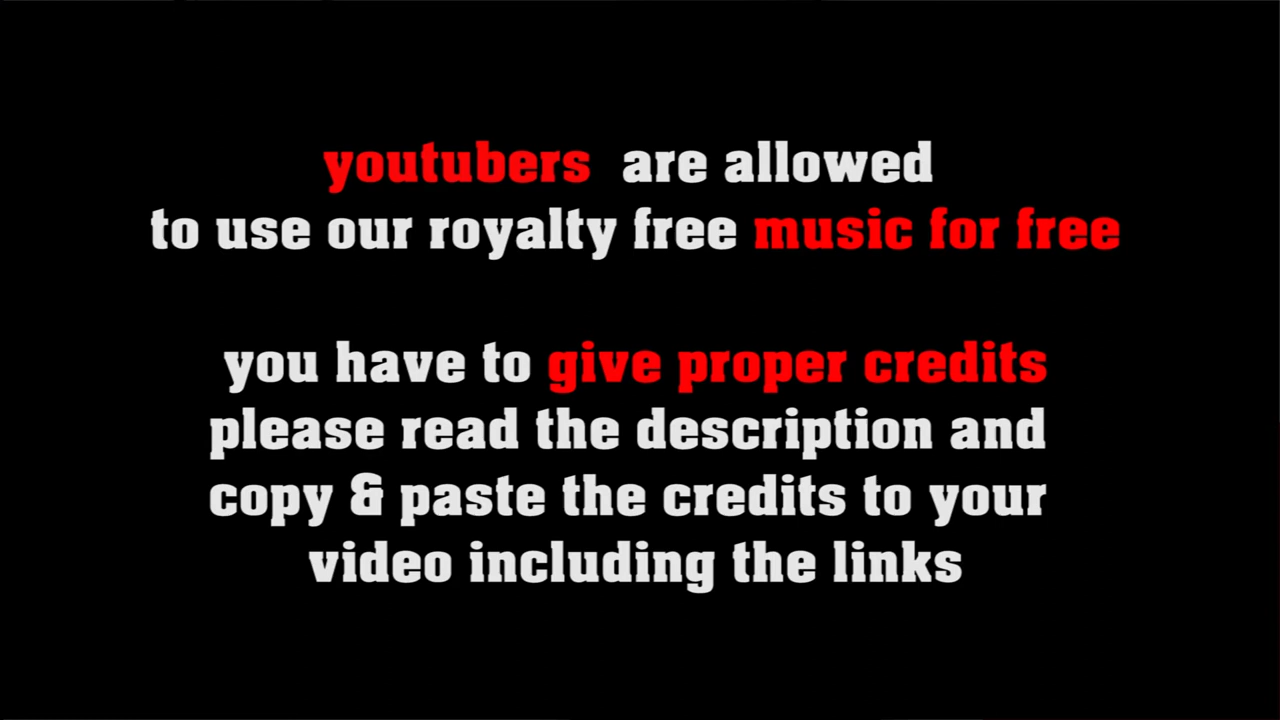 youtubers are allowed
to use our royalty free music for free
you have to give proper credits
please read the description and
copy & paste the credits to your
video including the links